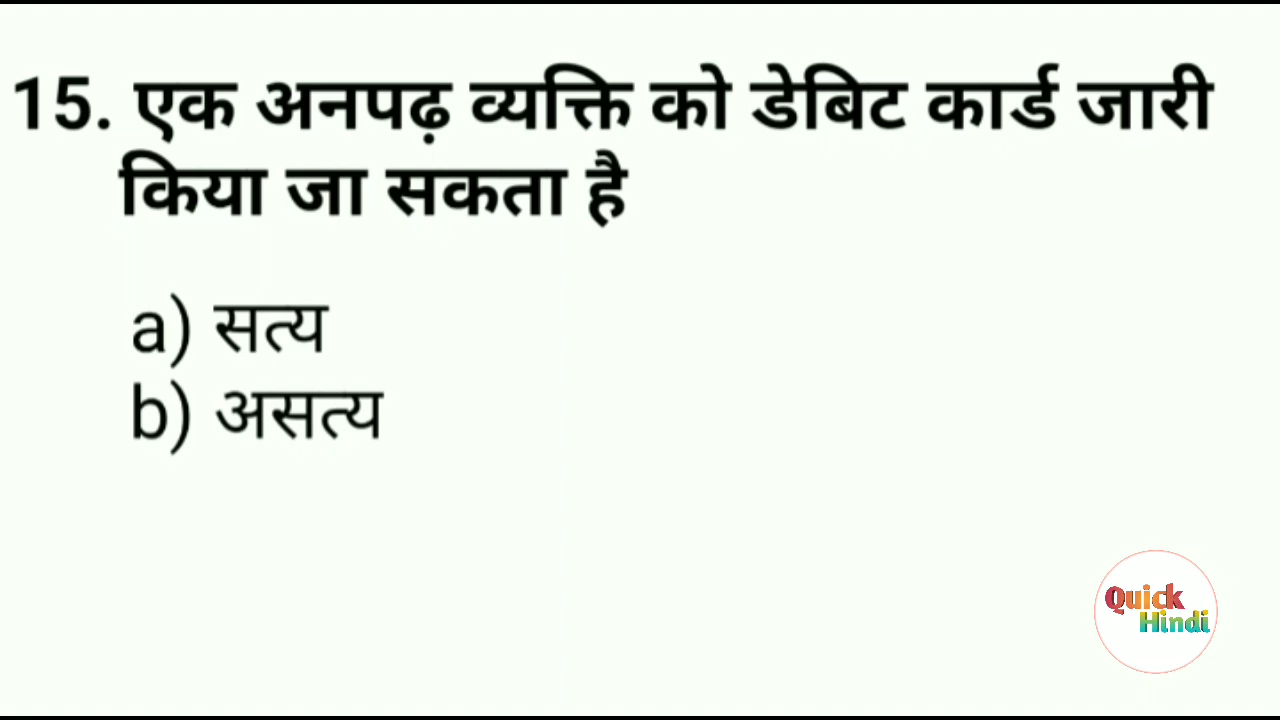 15. एक अनपढ़ व्यक्ति को डेबिट कार्ड जारी
किया जा सकता है
a) सत्य
b) असत्य
Quick
Hindi